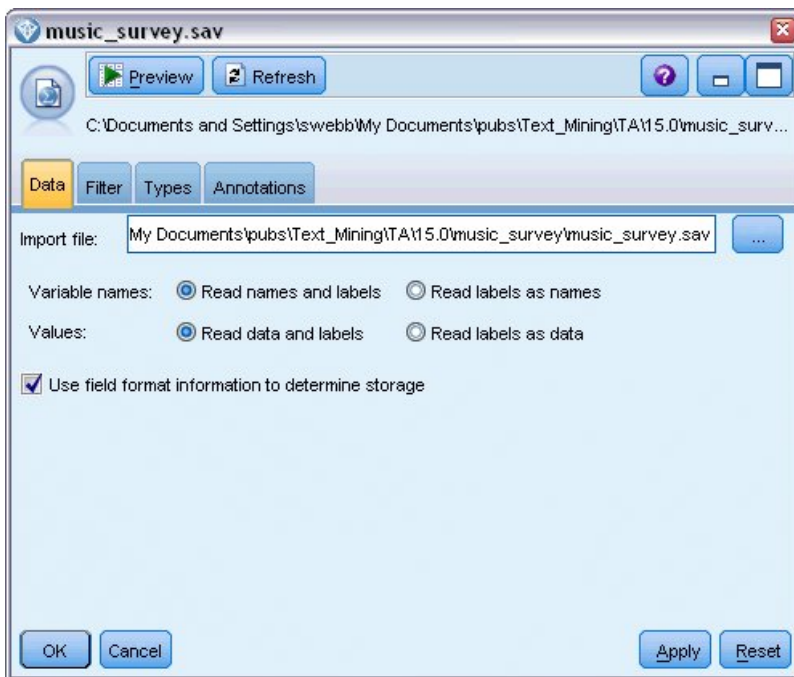 music_survey.sav
Preview Refresh
C:\Documents and Settings\swebb\My Documents\pubs\Text_Mining\TA\15.0\music_surv...
Data Filter Types Annotations
Import file: My Documents\pubs\Text_Mining\TA\15.0\music_survey\music_survey.sav ...
Variable names: Read names and labels Read labels as names
Values: Read data and labels Read labels as data
Use field format information to determine storage
OK Cancel Apply Reset